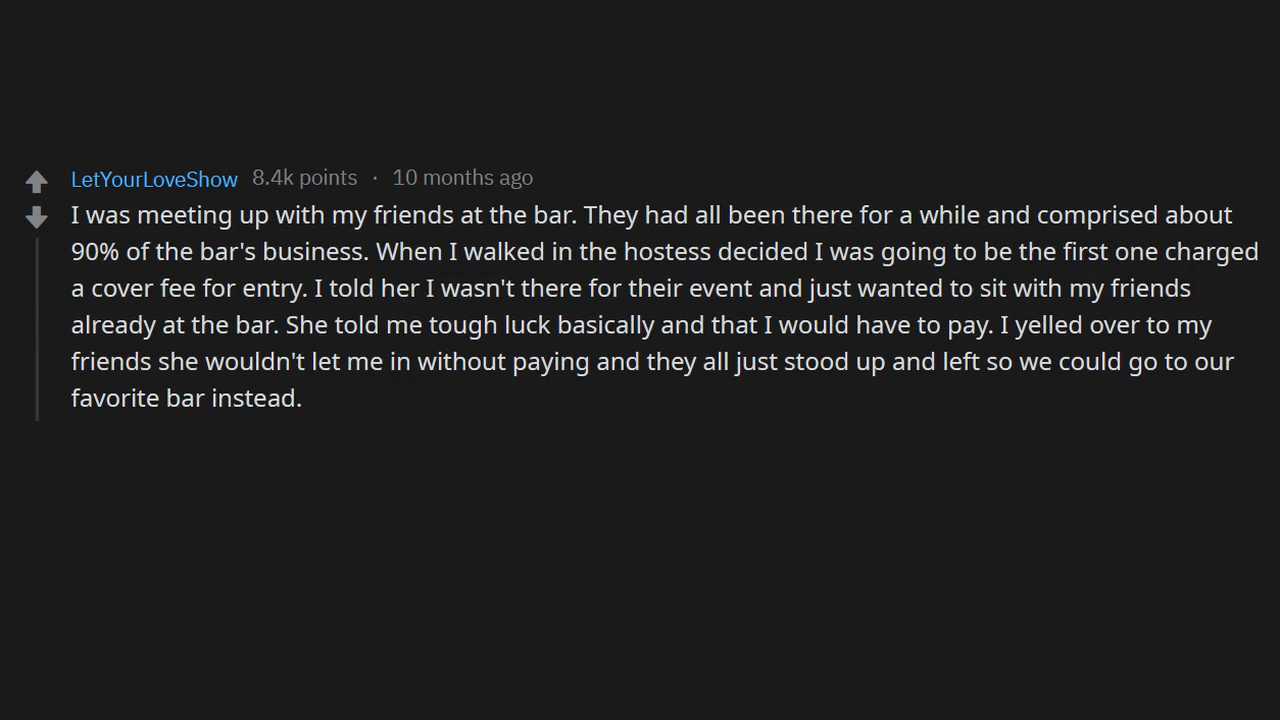 LetYourLoveShow 8.4k points · 10 months ago
I was meeting up with my friends at the bar. They had all been there for a while and comprised about
90% of the bar's business. When I walked in the hostess decided I was going to be the first one charged
a cover fee for entry. I told her I wasn't there for their event and just wanted to sit with my friends
already at the bar. She told me tough luck basically and that I would have to pay. I yelled over to my
friends she wouldn't let me in without paying and they all just stood up and left so we could go to our
favorite bar instead.